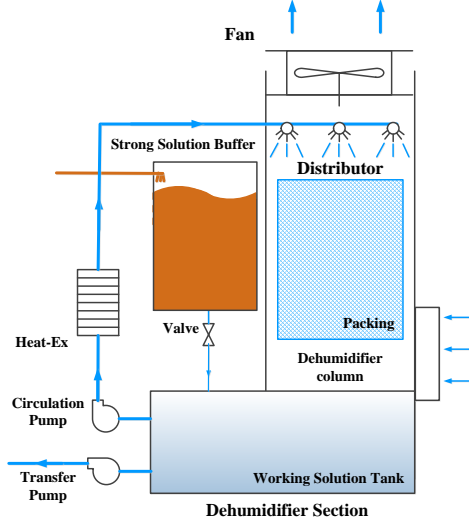 Fan
Strong Solution Buffer
Distributor
Packing
Valve
Heat-Ex
Dehumidifier
column
Circulation
Pump
Working Solution Tank
Transfer
Pump
Dehumidifier Section